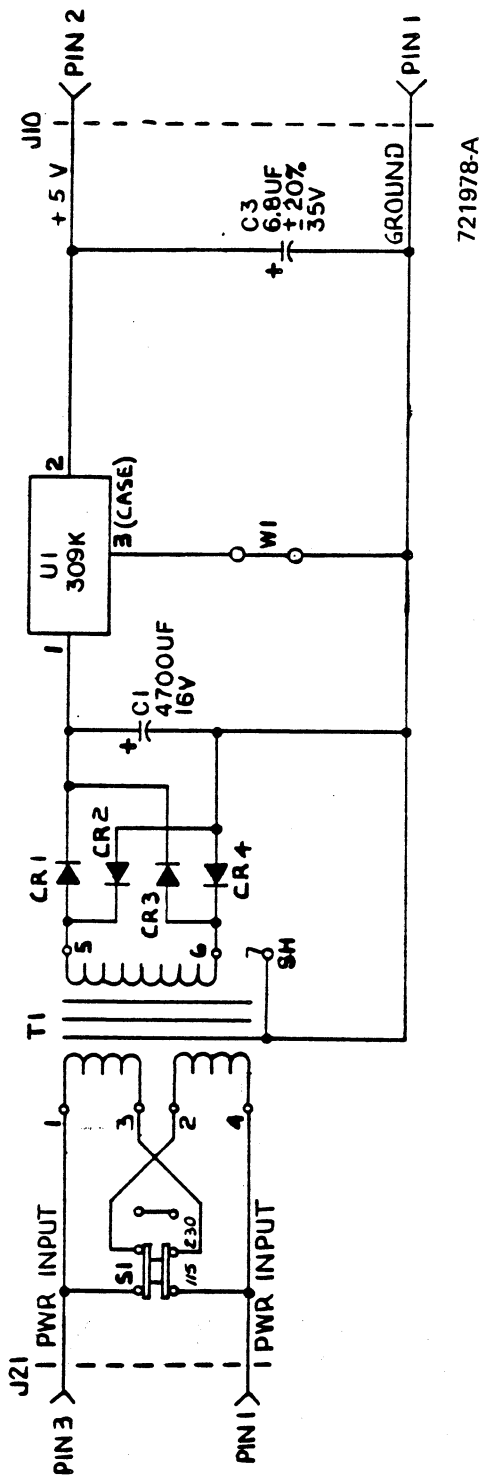 J21
PIN 3
PWR INPUT
PIN 1
PWR INPUT
S1
115
230
1
3
2
4
T1
5
6
7
SH
CR1
CR2
CR3
CR4
+
C1
4700UF
16V
1
U1
309K
2
3 (CASE)
W1
+
C3
6.8UF
±20%
35V
+5 V
J10
PIN 2
GROUND
PIN 1
721978-A